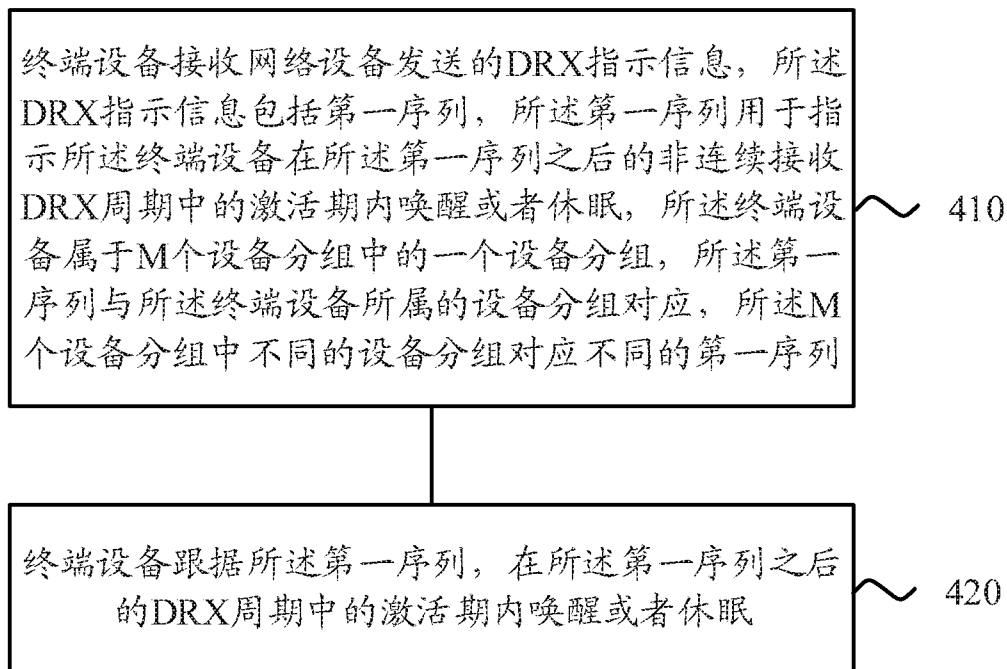 终端设备接收网络设备发送的DRX指示信息，所述
DRX指示信息包括第一序列，所述第一序列用于指
示所述终端设备在所述第一序列之后的非连续接收
DRX周期中的激活期内唤醒或者休眠，所述终端设
备属于M个设备分组中的一个设备分组，所述第一
序列与所述终端设备所属的设备分组对应，所述M
个设备分组中不同的设备分组对应不同的第一序列
410
终端设备跟据所述第一序列，在所述第一序列之后
的DRX周期中的激活期内唤醒或者休眠
420